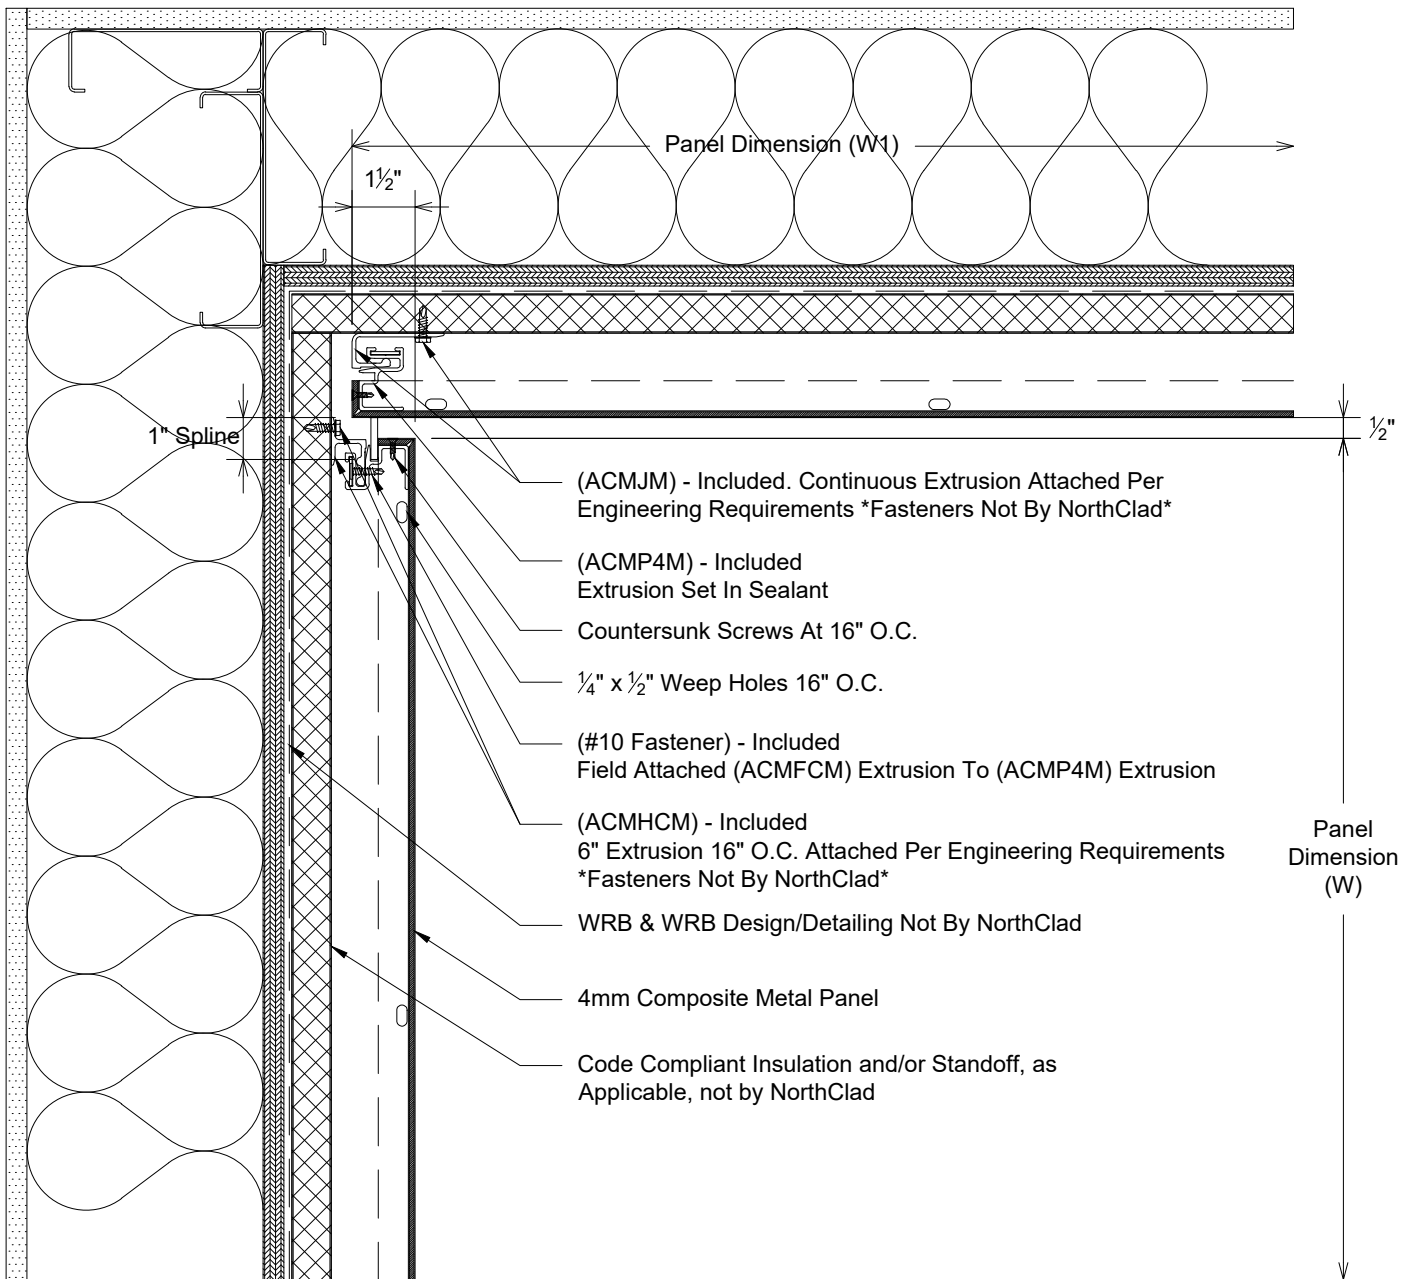 Panel Dimension (W1)
1½"
1" Spline
½"
(ACMJM) - Included. Continuous Extrusion Attached Per
Engineering Requirements *Fasteners Not By NorthClad*
(ACMP4M) - Included
Extrusion Set In Sealant
Countersunk Screws At 16" O.C.
¼" x ½" Weep Holes 16" O.C.
(#10 Fastener) - Included
Field Attached (ACMFCM) Extrusion To (ACMP4M) Extrusion
(ACMHCM) - Included
6" Extrusion 16" O.C. Attached Per Engineering Requirements
*Fasteners Not By NorthClad*
Panel
Dimension
(W)
WRB & WRB Design/Detailing Not By NorthClad
4mm Composite Metal Panel
Code Compliant Insulation and/or Standoff, as
Applicable, not by NorthClad